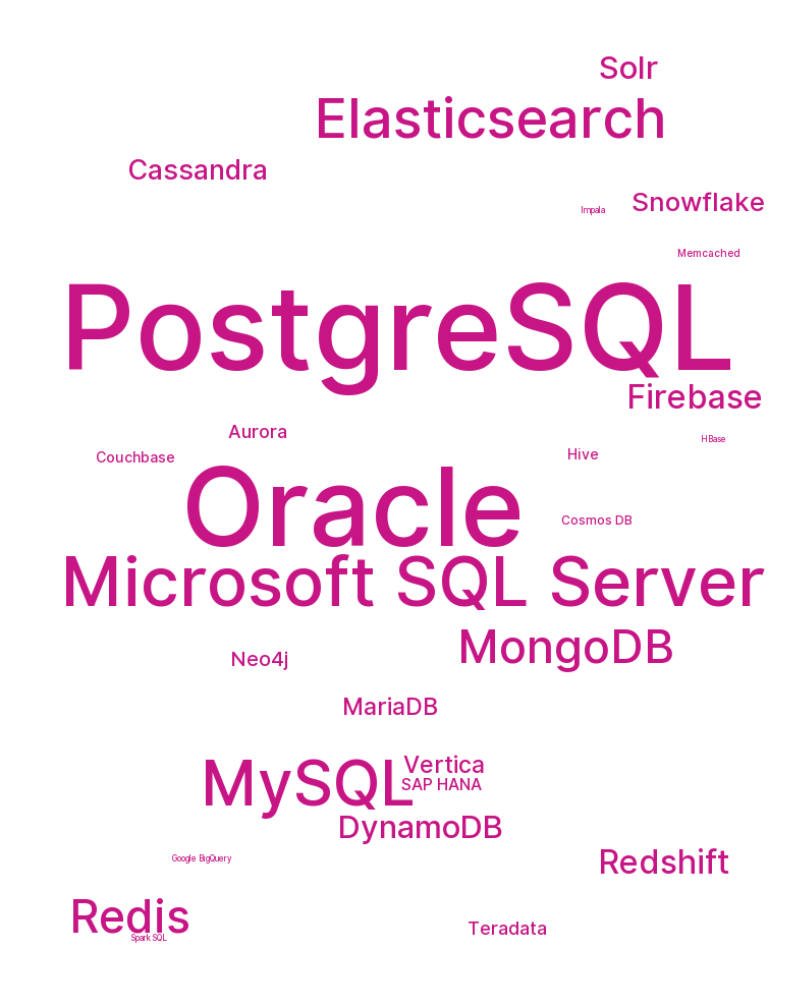 Solr
Elasticsearch
Cassandra
Snowflake
Impala
Memcached
PostgreSQL
Firebase
Aurora
HBase
Couchbase
Hive
Oracle
Cosmos DB
Microsoft SQL Server
MongoDB
Neo4j
MariaDB
Vertica
MySQL
SAP HANA
DynamoDB
Google BigQuery
Redshift
Redis
Teradata
Spark SQL